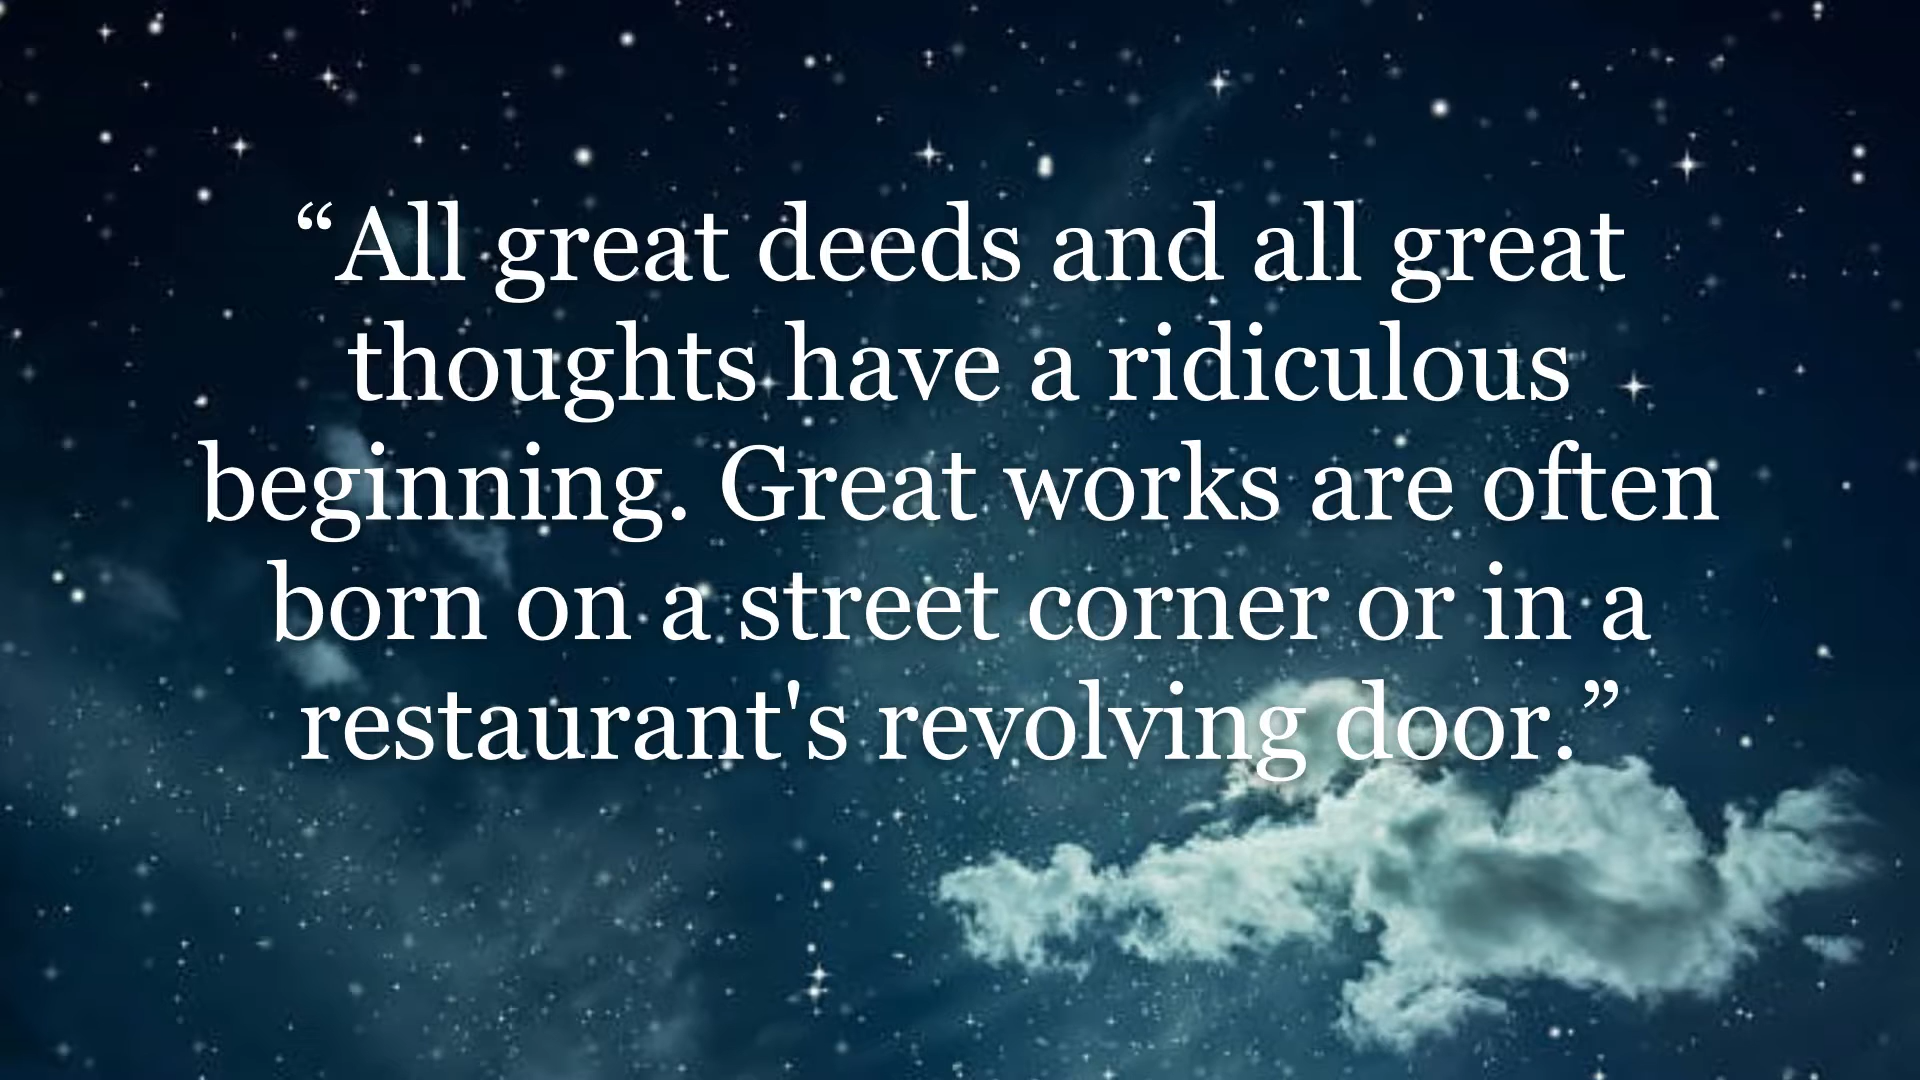 “All great deeds and all great
thoughts have a ridiculous
beginning. Great works are often
born on a street corner or in a
restaurant's revolving door.”